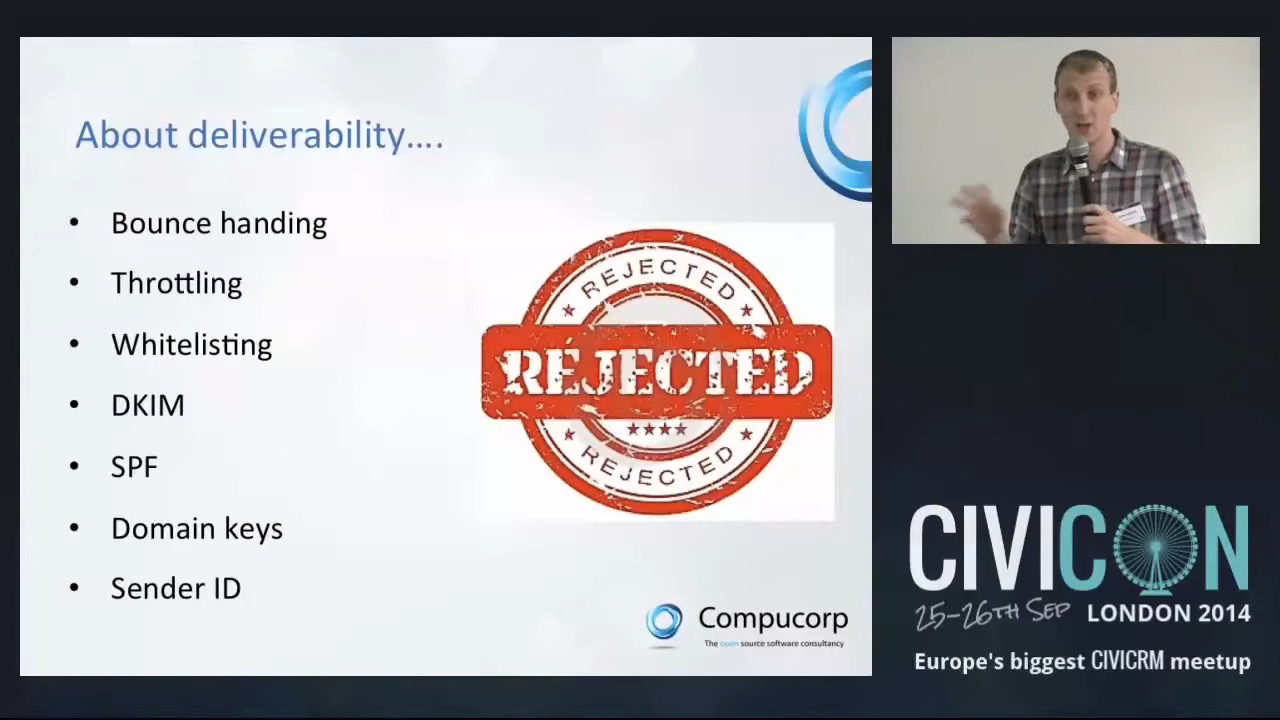 About deliverability....
• Bounce handing
• Throttling
• Whitelisting
• DKIM
• SPF
• Domain keys
• Sender ID
REJECTED
REJECTED
REJECTED
Compucorp
The open source software consultancy
CIVICON
25-26TH SEP LONDON 2014
Europe's biggest CIVICRM meetup